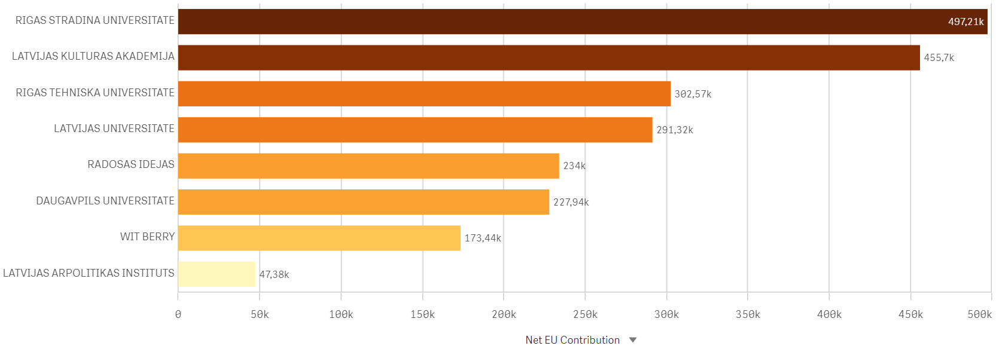 RIGAS STRADINA UNIVERSITATE 497,21k
LATVIJAS KULTURAS AKADEMIJA 455,7k
RIGAS TEHNISKA UNIVERSITATE 302,57k
LATVIJAS UNIVERSITATE 291,32k
RADOSAS IDEJAS 234k
DAUGAVPILS UNIVERSITATE 227,94k
WIT BERRY 173,44k
LATVIJAS ARPOLITIKAS INSTITUTS 47,38k
0 50k 100k 150k 200k 250k 300k 350k 400k 450k 500k
Net EU Contribution